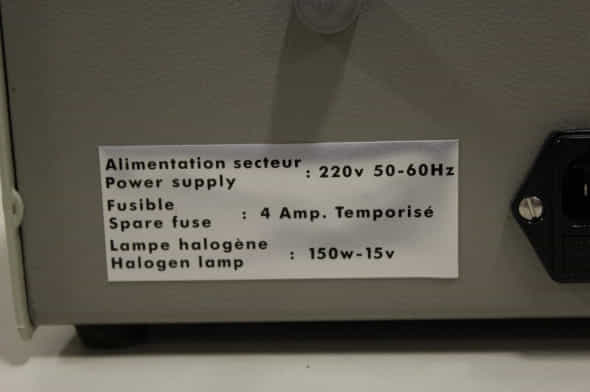 Alimentation secteur
Power supply : 220v 50-60Hz
Fusible
Spare fuse : 4 Amp. Temporisé
Lampe halogène
Halogen lamp : 150w-15v